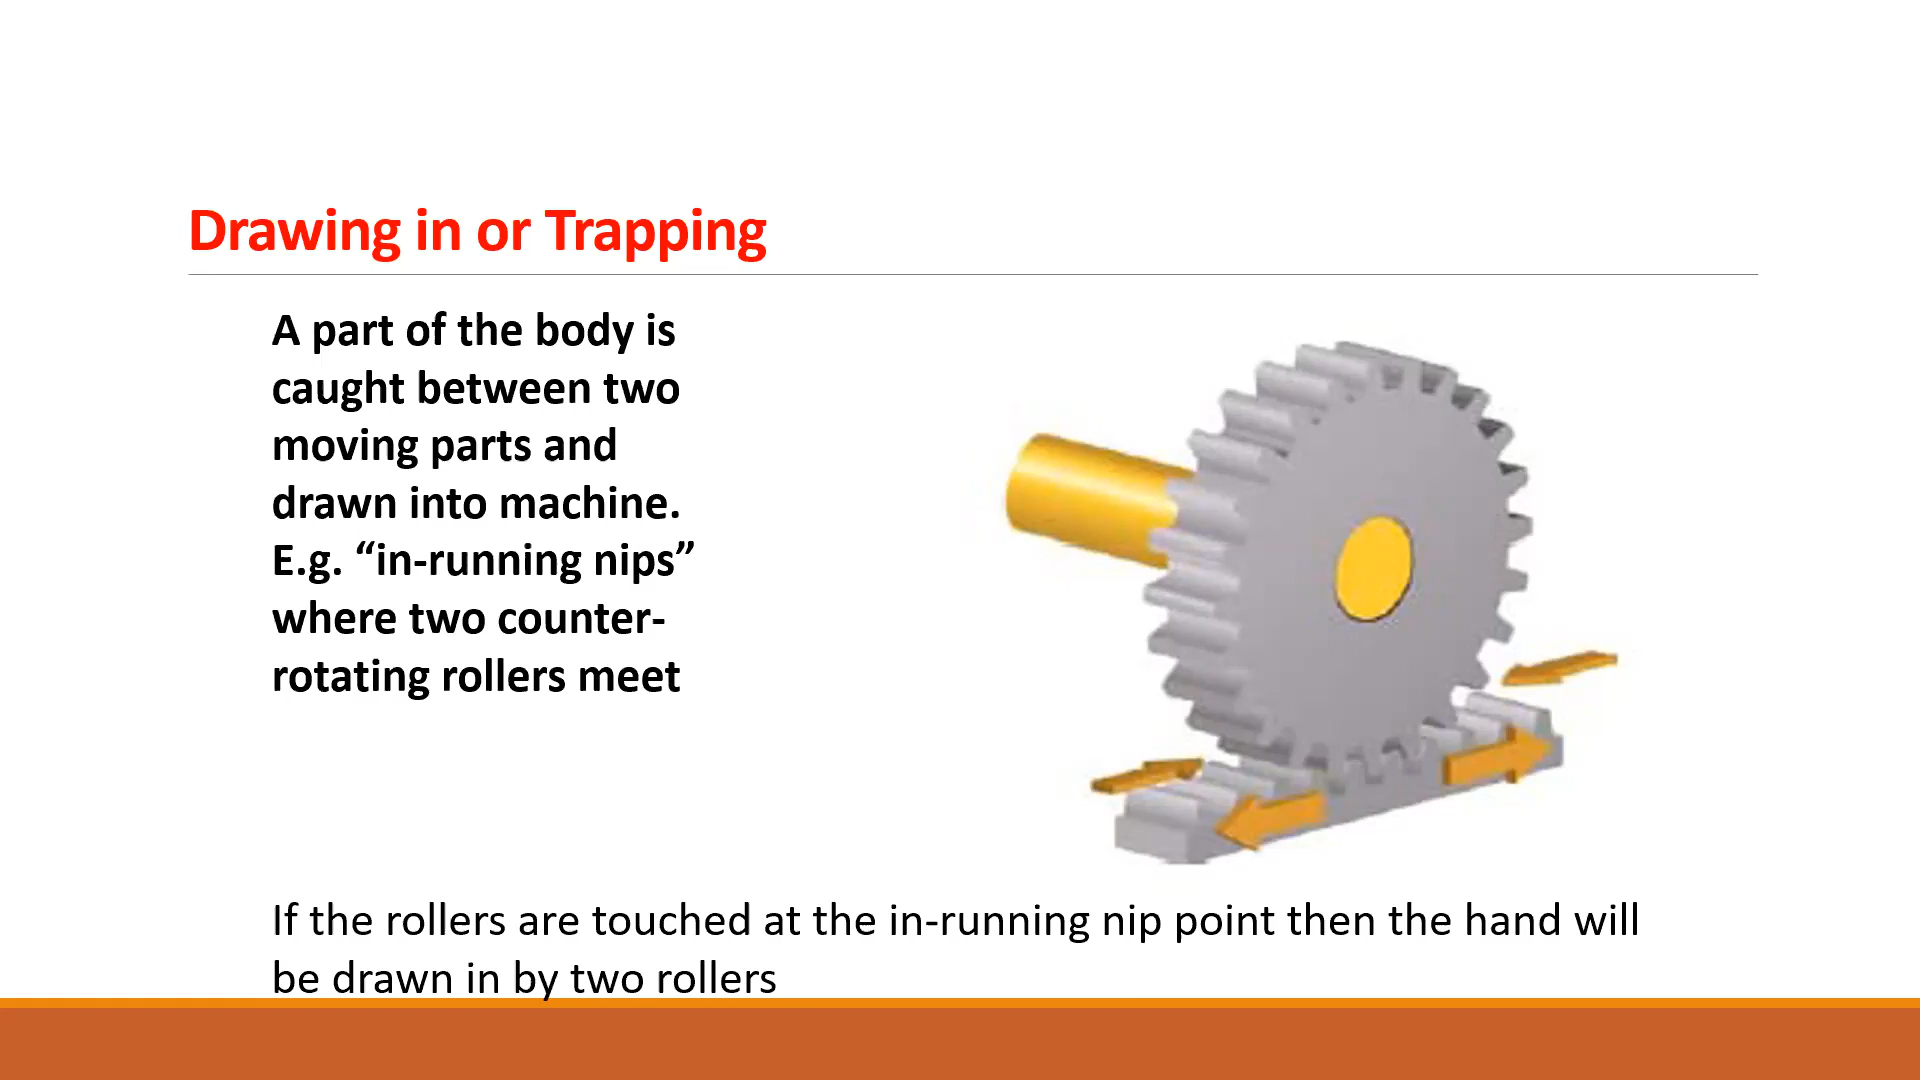 Drawing in or Trapping
A part of the body is
caught between two
moving parts and
drawn into machine.
E.g. “in-running nips”
where two counter-
rotating rollers meet
If the rollers are touched at the in-running nip point then the hand will
be drawn in by two rollers